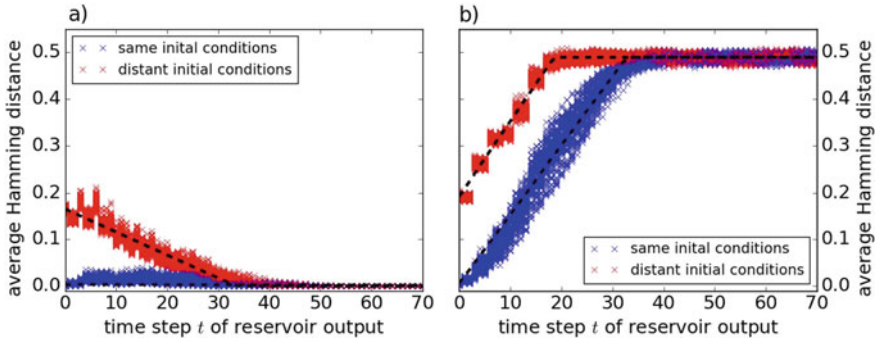 a)
average Hamming distance
0.5
0.4
0.3
0.2
0.1
0.0
same inital conditions
distant initial conditions
0 10 20 30 40 50 60 70
time step t of reservoir output
b)
same inital conditions
distant initial conditions
0 10 20 30 40 50 60 70
time step t of reservoir output
0.5
0.4
0.3
0.2
0.1
0.0
average Hamming distance